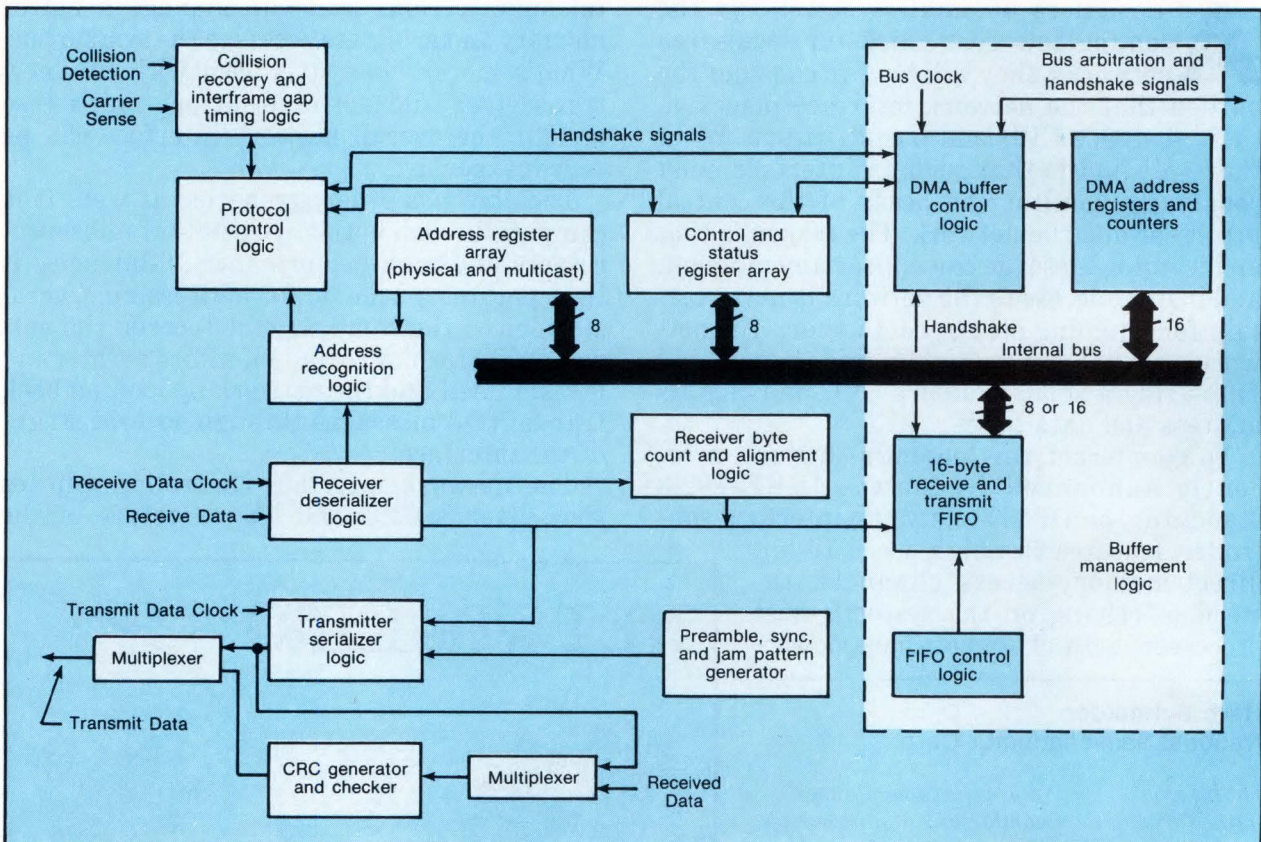 Collision
Detection
Carrier
Sense
Collision
recovery and
interframe gap
timing logic
Bus Clock
Bus arbitration and
handshake signals
Handshake signals
Protocol
control
logic
Address register
array
(physical and multicast)
Control and
status
register array
DMA buffer
control
logic
DMA address
registers and
counters
8
8
16
Handshake
Internal bus
Address
recognition
logic
8 or 16
Receive Data Clock
Receive Data
Receiver
deserializer
logic
Receiver byte
count and alignment
logic
16-byte
receive and
transmit
FIFO
Buffer
management
logic
Transmit Data Clock
Transmitter
serializer
logic
Preamble, sync,
and jam pattern
generator
FIFO control
logic
Multiplexer
Transmit Data
CRC generator
and checker
Multiplexer
Received
Data